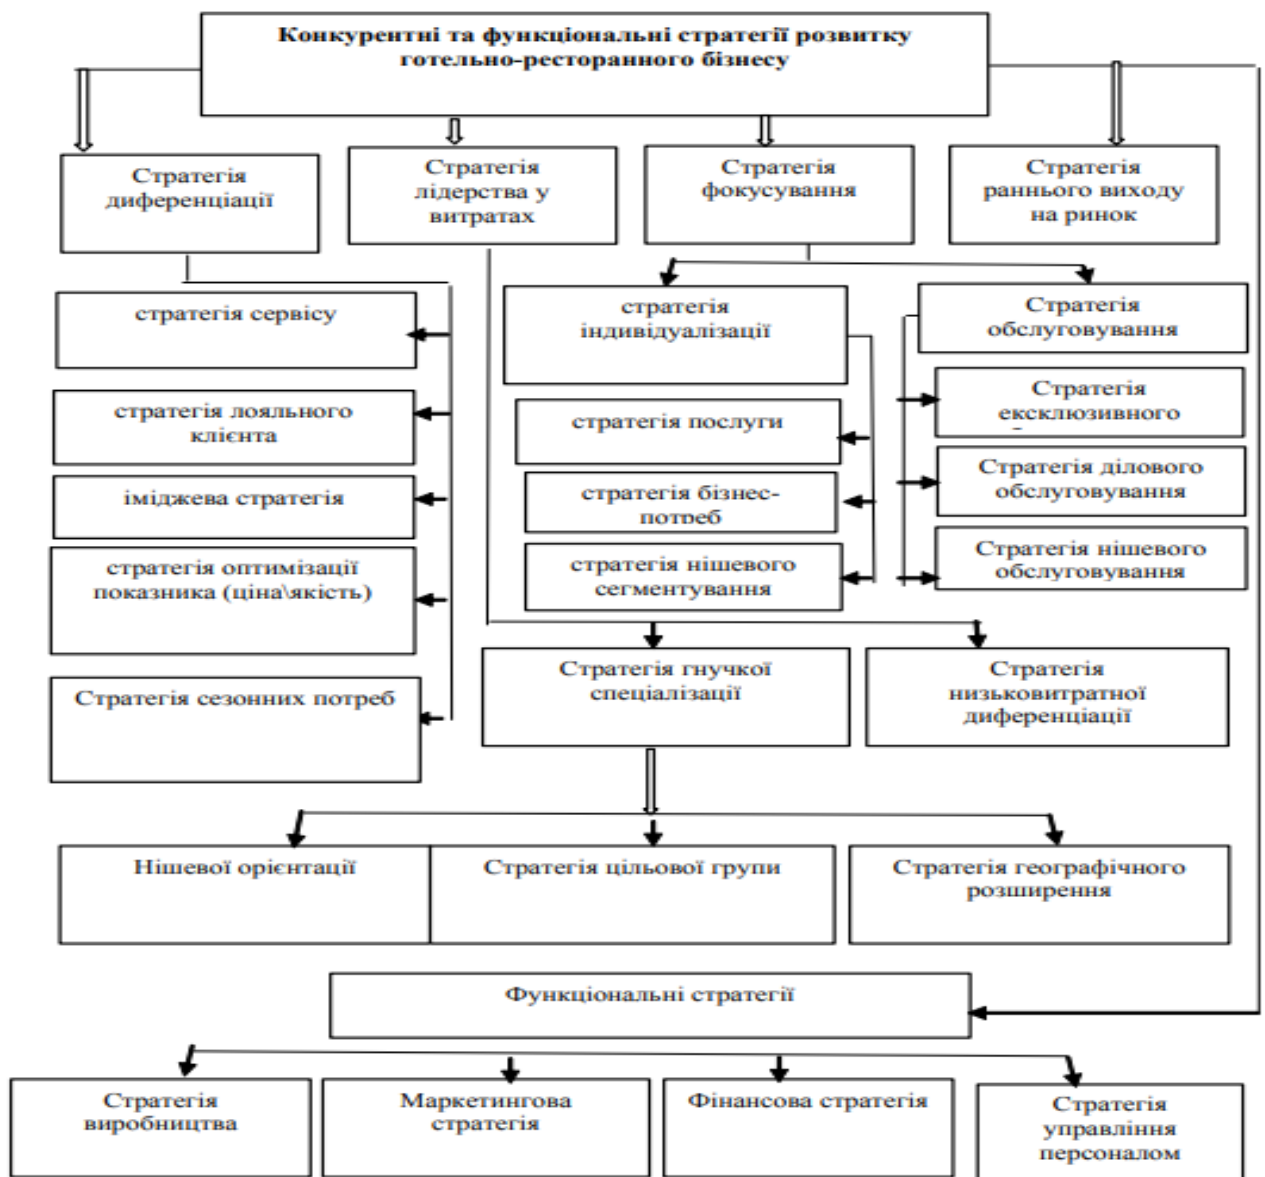 Конкурентні та функціональні стратегії розвитку
готельно-ресторанного бізнесу
Стратегія
диференціації
Стратегія
лідерства у
витратах
Стратегія
фокусування
Стратегія
раннього виходу
на ринок
стратегія сервісу
стратегія лояльного
клієнта
іміджева стратегія
стратегія оптимізації
показника (ціна\якість)
Стратегія сезонних потреб
стратегія
індивідуалізації
стратегія послуги
стратегія бізнес-
потреб
стратегія нішевого
сегментування
Стратегія
обслуговування
Стратегія
ексклюзивного
Стратегія ділового
обслуговування
Стратегія нішевого
обслуговування
Стратегія гнучкої
спеціалізації
Стратегія
низьковитратної
диференціації
Нішевої орієнтації
Стратегія цільової групи
Стратегія географічного
розширення
Функціональні стратегії
Стратегія
виробництва
Маркетингова
стратегія
Фінансова стратегія
Стратегія
управління
персоналом